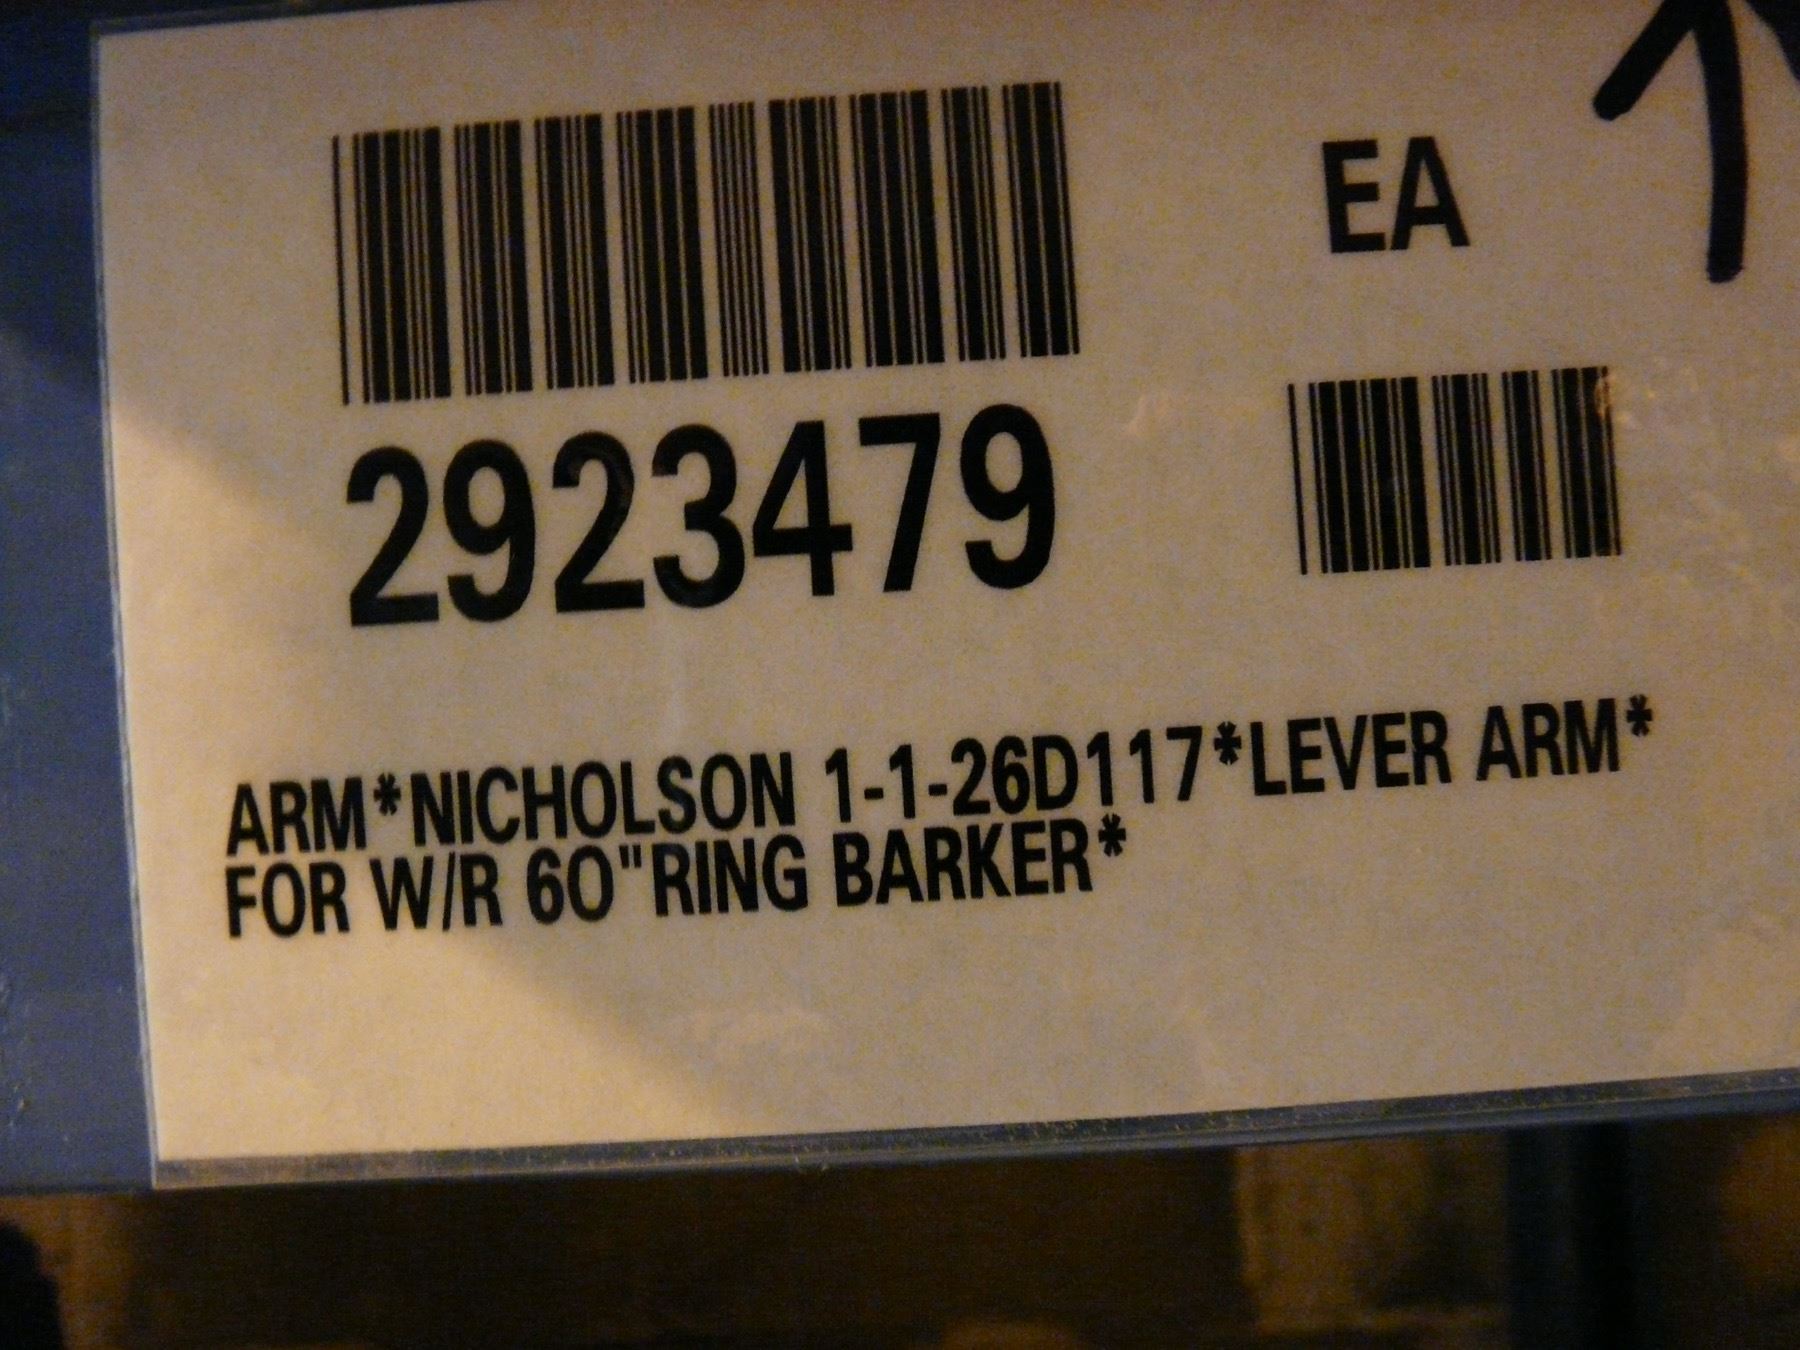 EA
2923479
ARM*NICHOLSON 1-1-26D117*LEVER ARM*
FOR W/R 60"RING BARKER*